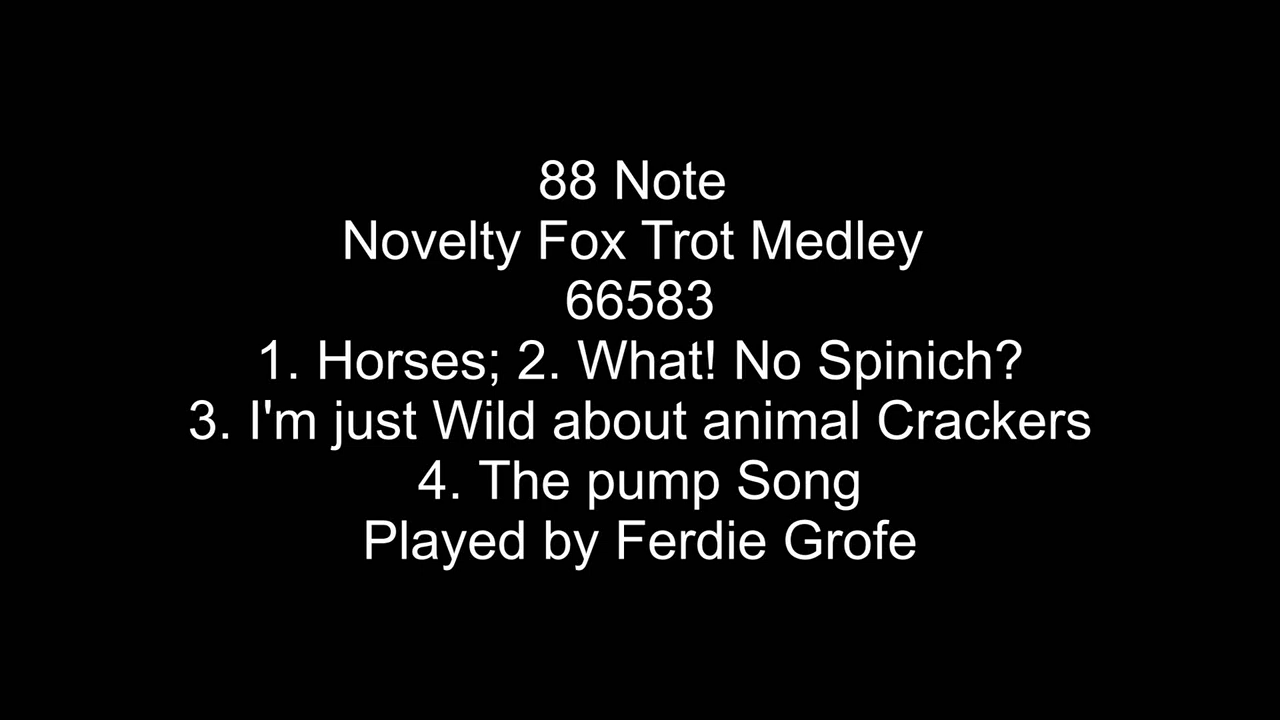 88 Note
Novelty Fox Trot Medley
66583
1. Horses; 2. What! No Spinich?
3. I'm just Wild about animal Crackers
4. The pump Song
Played by Ferdie Grofe